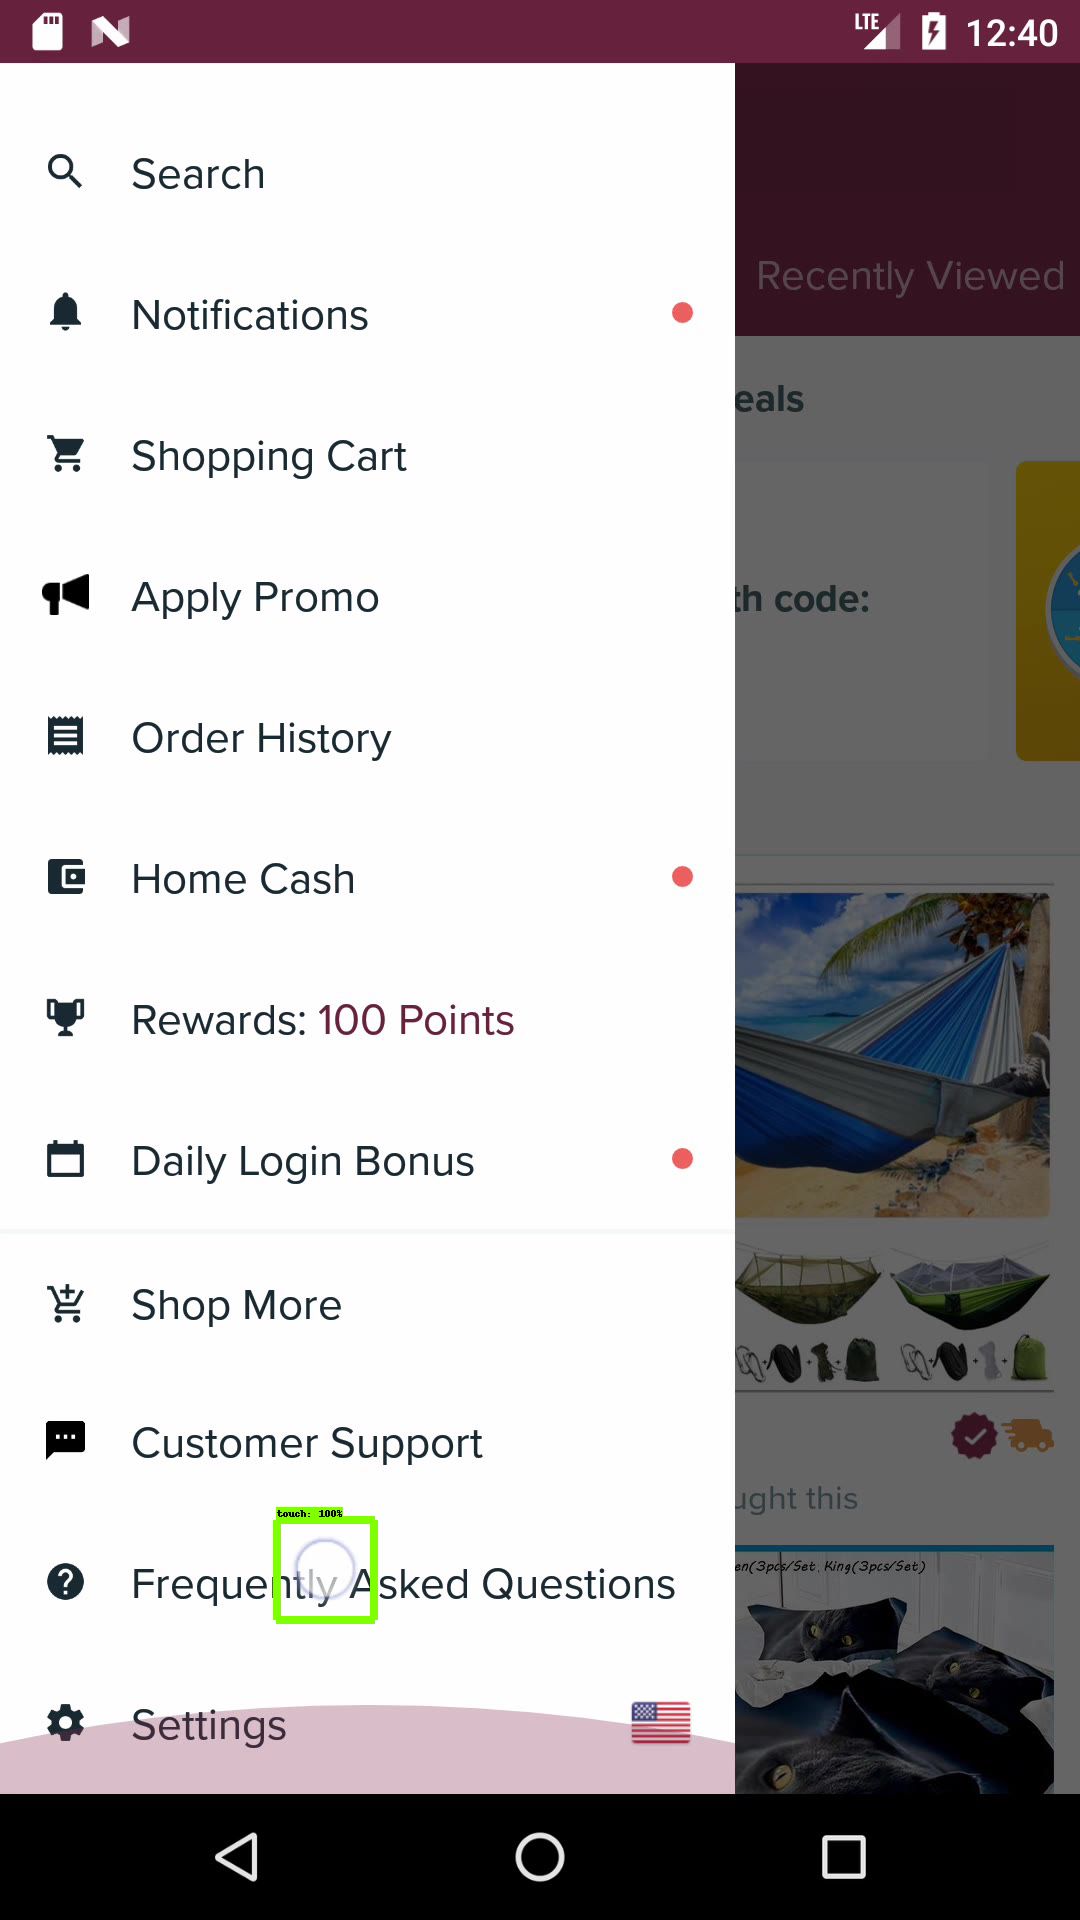 LTE 12:40
Search
Recently Viewed
Notifications
eals
Shopping Cart
Apply Promo
th code:
Order History
Home Cash
Rewards: 100 Points
Daily Login Bonus
Shop More
Customer Support
ught this
touch: 100%
en(3pcs/Set, King(3pcs/Set)
Frequently Asked Questions
Settings